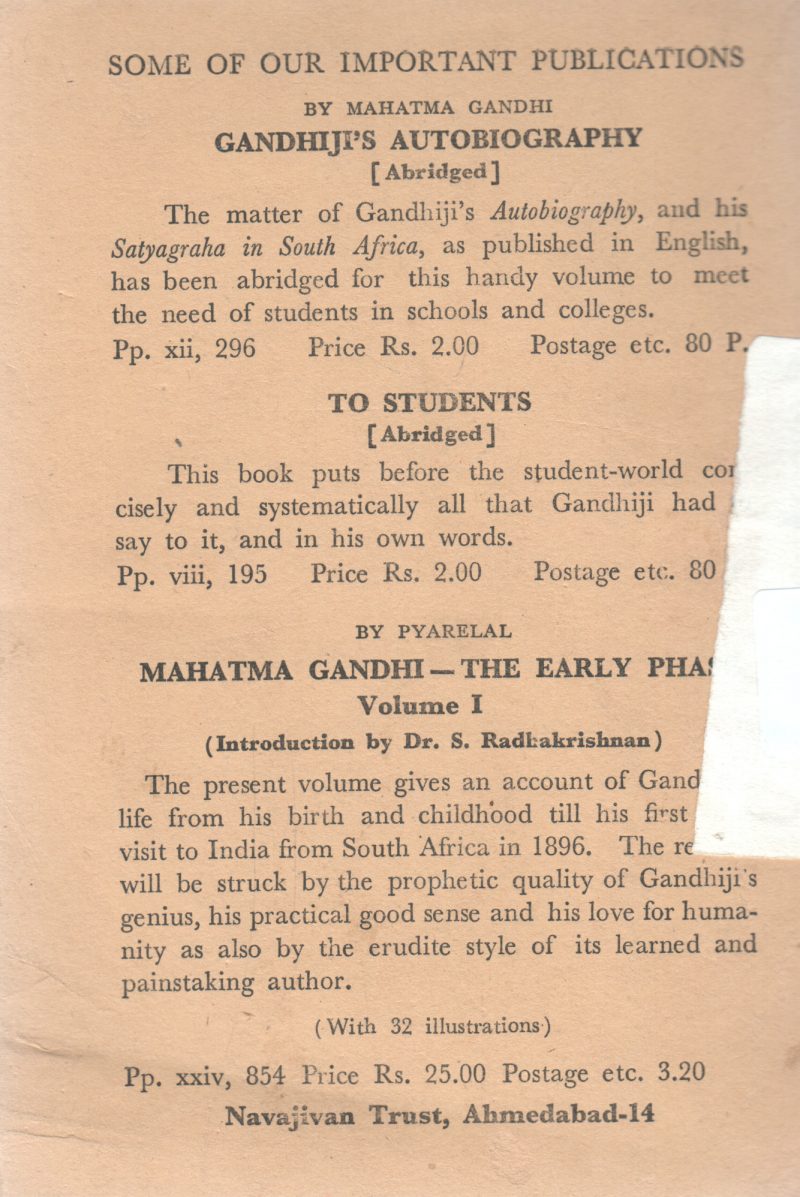 SOME OF OUR IMPORTANT PUBLICATIONS
BY MAHATMA GANDHI
GANDHIJI'S AUTOBIOGRAPHY
[Abridged]
The matter of Gandhiji's Autobiography, and his
Satyagraha in South Africa, as published in English,
has been abridged for this handy volume to meet
the need of students in schools and colleges.
Pp. xii, 296 Price Rs. 2.00 Postage etc. 80 P.
TO STUDENTS
[Abridged]
This book puts before the student-world
cisely and systematically all that Gandhiji had
say to it, and in his own words.
Pp. viii, 195 Price Rs. 2.00 Postage etc. 80
BY PYARELAL
MAHATMA GANDHI — THE EARLY
Volume I
(Introduction by Dr. S. Radhakrishnan)
The present volume gives an account of
life from his birth and childhood till his first
visit to India from South Africa in 1896. The
will be struck by the prophetic quality of Gandhiji's
genius, his practical good sense and his love for huma-
nity as also by the erudite style of its learned and
painstaking author.
(With 32 illustrations)
Pp. xxiv, 854 Price Rs. 25.00 Postage etc. 3.20
Navajivan Trust, Ahmedabad-14